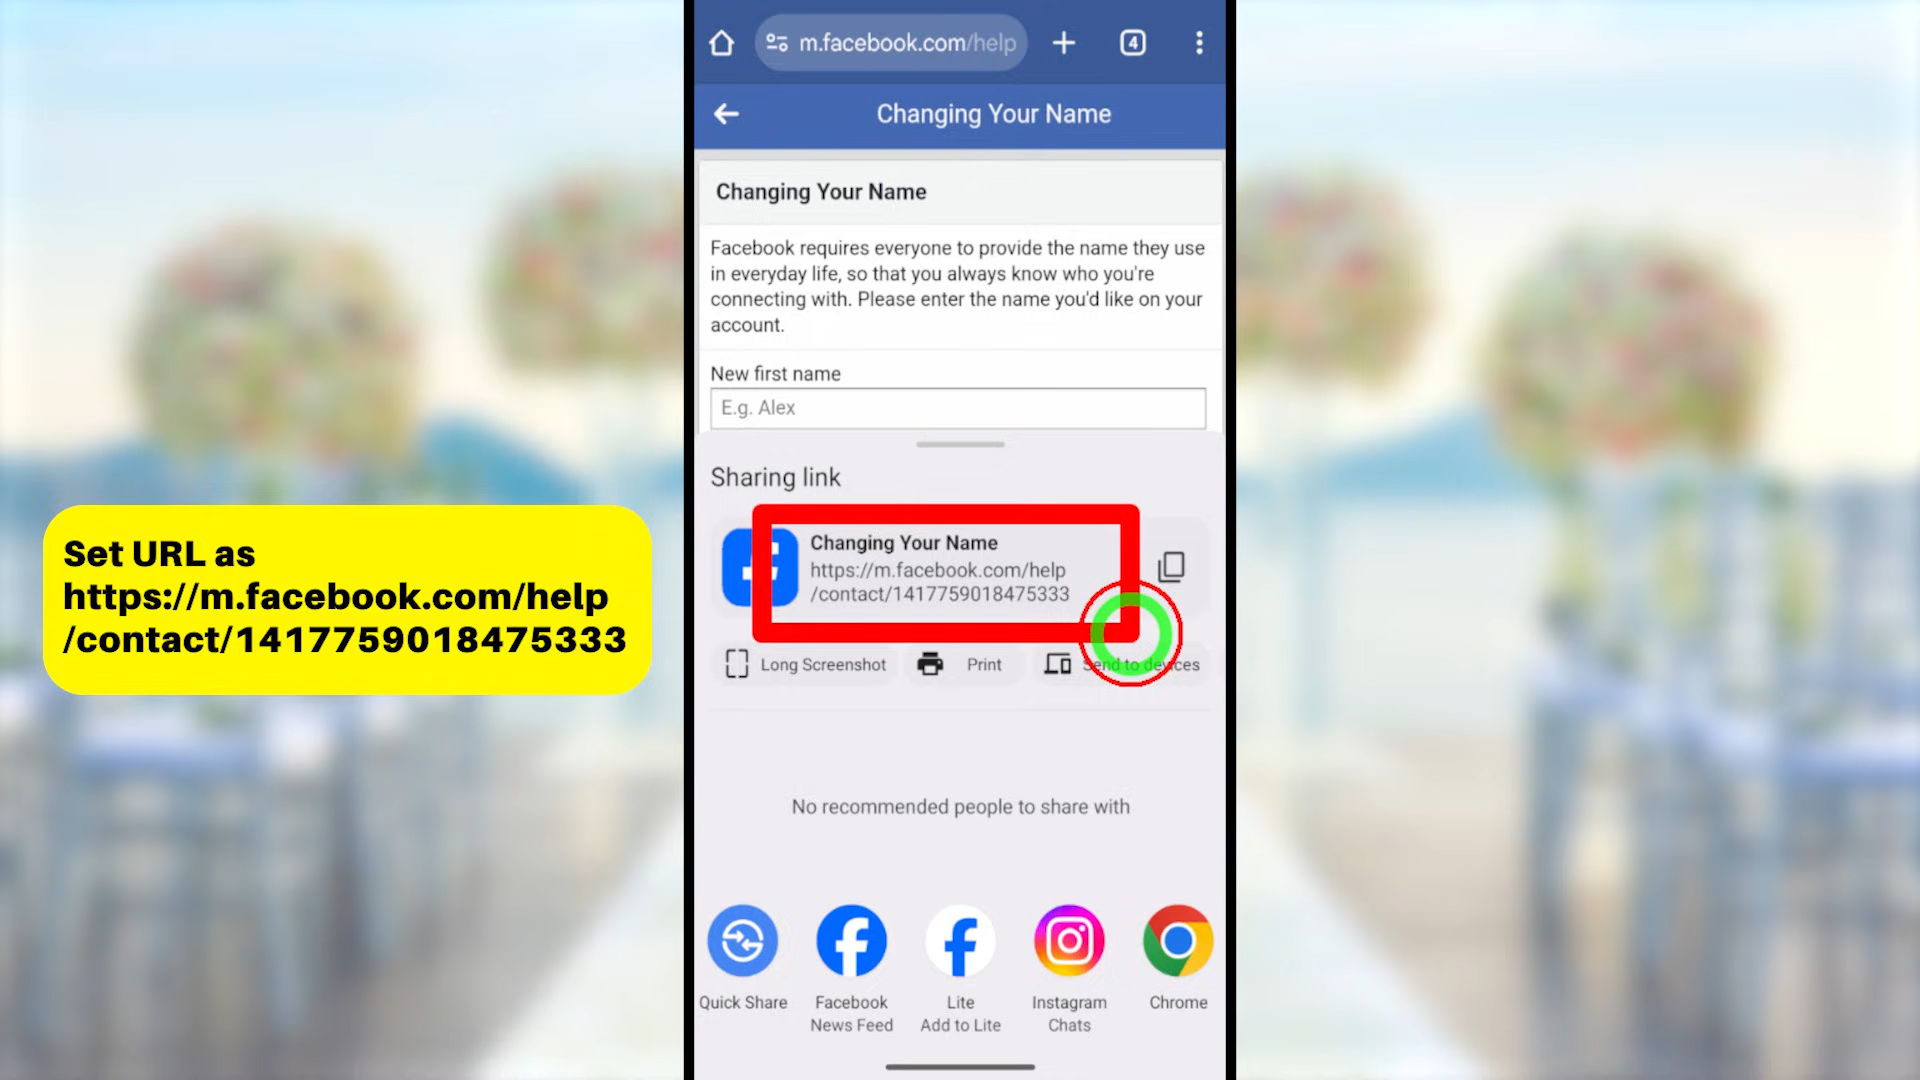 m.facebook.com/help
4
Changing Your Name
Changing Your Name
Facebook requires everyone to provide the name they use
in everyday life, so that you always know who you're
connecting with. Please enter the name you'd like on your
account.
New first name
E.g. Alex
Sharing link
Changing Your Name
https://m.facebook.com/help
/contact/1417759018475333
Set URL as
https://m.facebook.com/help
/contact/1417759018475333
Long Screenshot
Print
Send to devices
No recommended people to share with
Quick Share
Facebook
News Feed
Lite
Add to Lite
Instagram
Chats
Chrome